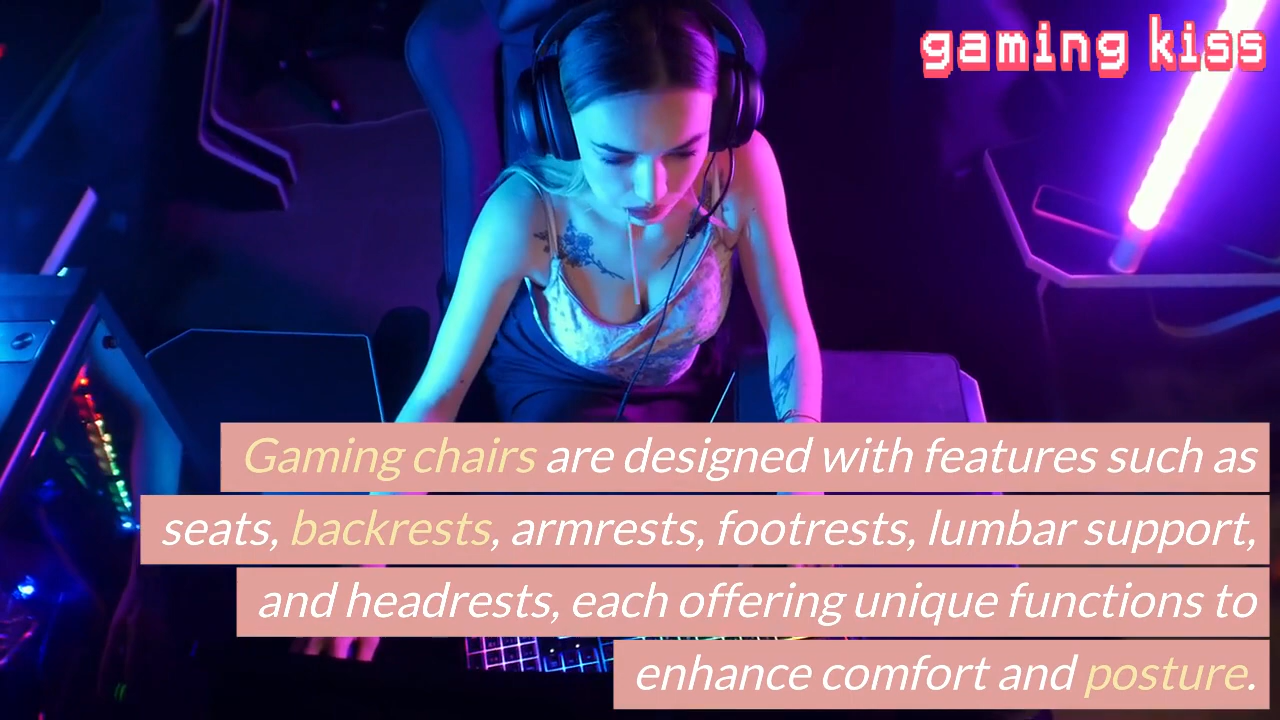 gaming kiss
Gaming chairs are designed with features such as
seats, backrests, armrests, footrests, lumbar support,
and headrests, each offering unique functions to
enhance comfort and posture.